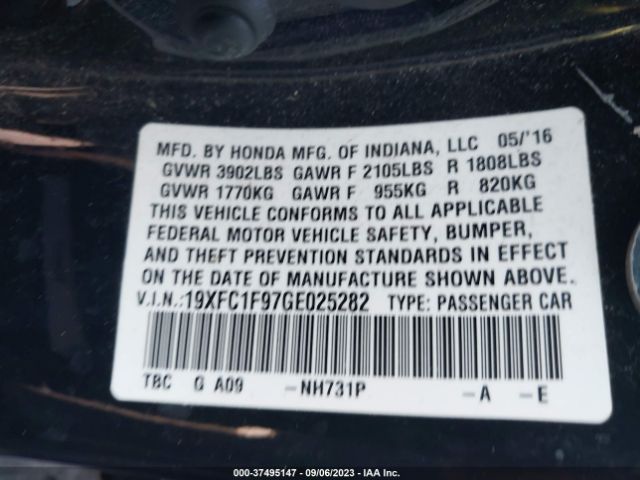 MFD. BY HONDA MFG. OF INDIANA, LLC 05/'16
GVWR 3902LBS GAWR F 2105LBS R 1808LBS
GVWR 1770KG GAWR F 955KG R 820KG
THIS VEHICLE CONFORMS TO ALL APPLICABLE
FEDERAL MOTOR VEHICLE SAFETY, BUMPER,
AND THEFT PREVENTION STANDARDS IN EFFECT
ON THE DATE OF MANUFACTURE SHOWN ABOVE.
V.I.N.:19XFC1F97GE025282 TYPE: PASSENGER CAR
TBC 0 A09 -NH731P -A -E
000-37495147 - 09/06/2023 - IAA Inc.